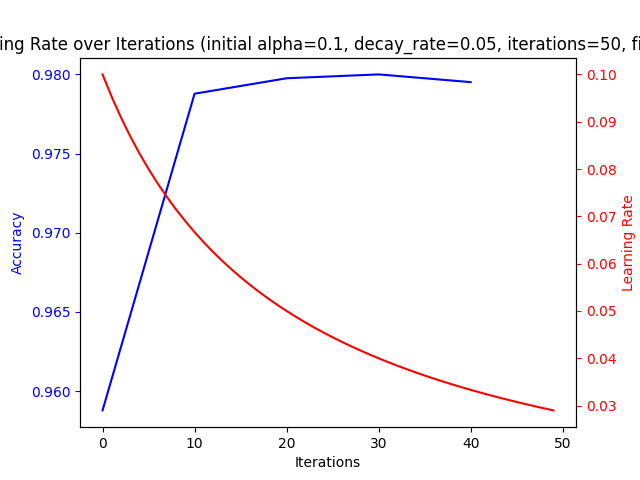 ing Rate over Iterations (initial alpha=0.1, decay_rate=0.05, iterations=50, fi
0.980
0.975
0.970
0.965
0.960
Accuracy
0.10
0.09
0.08
0.07
0.06
0.05
0.04
0.03
Learning Rate
0 10 20 30 40 50
Iterations